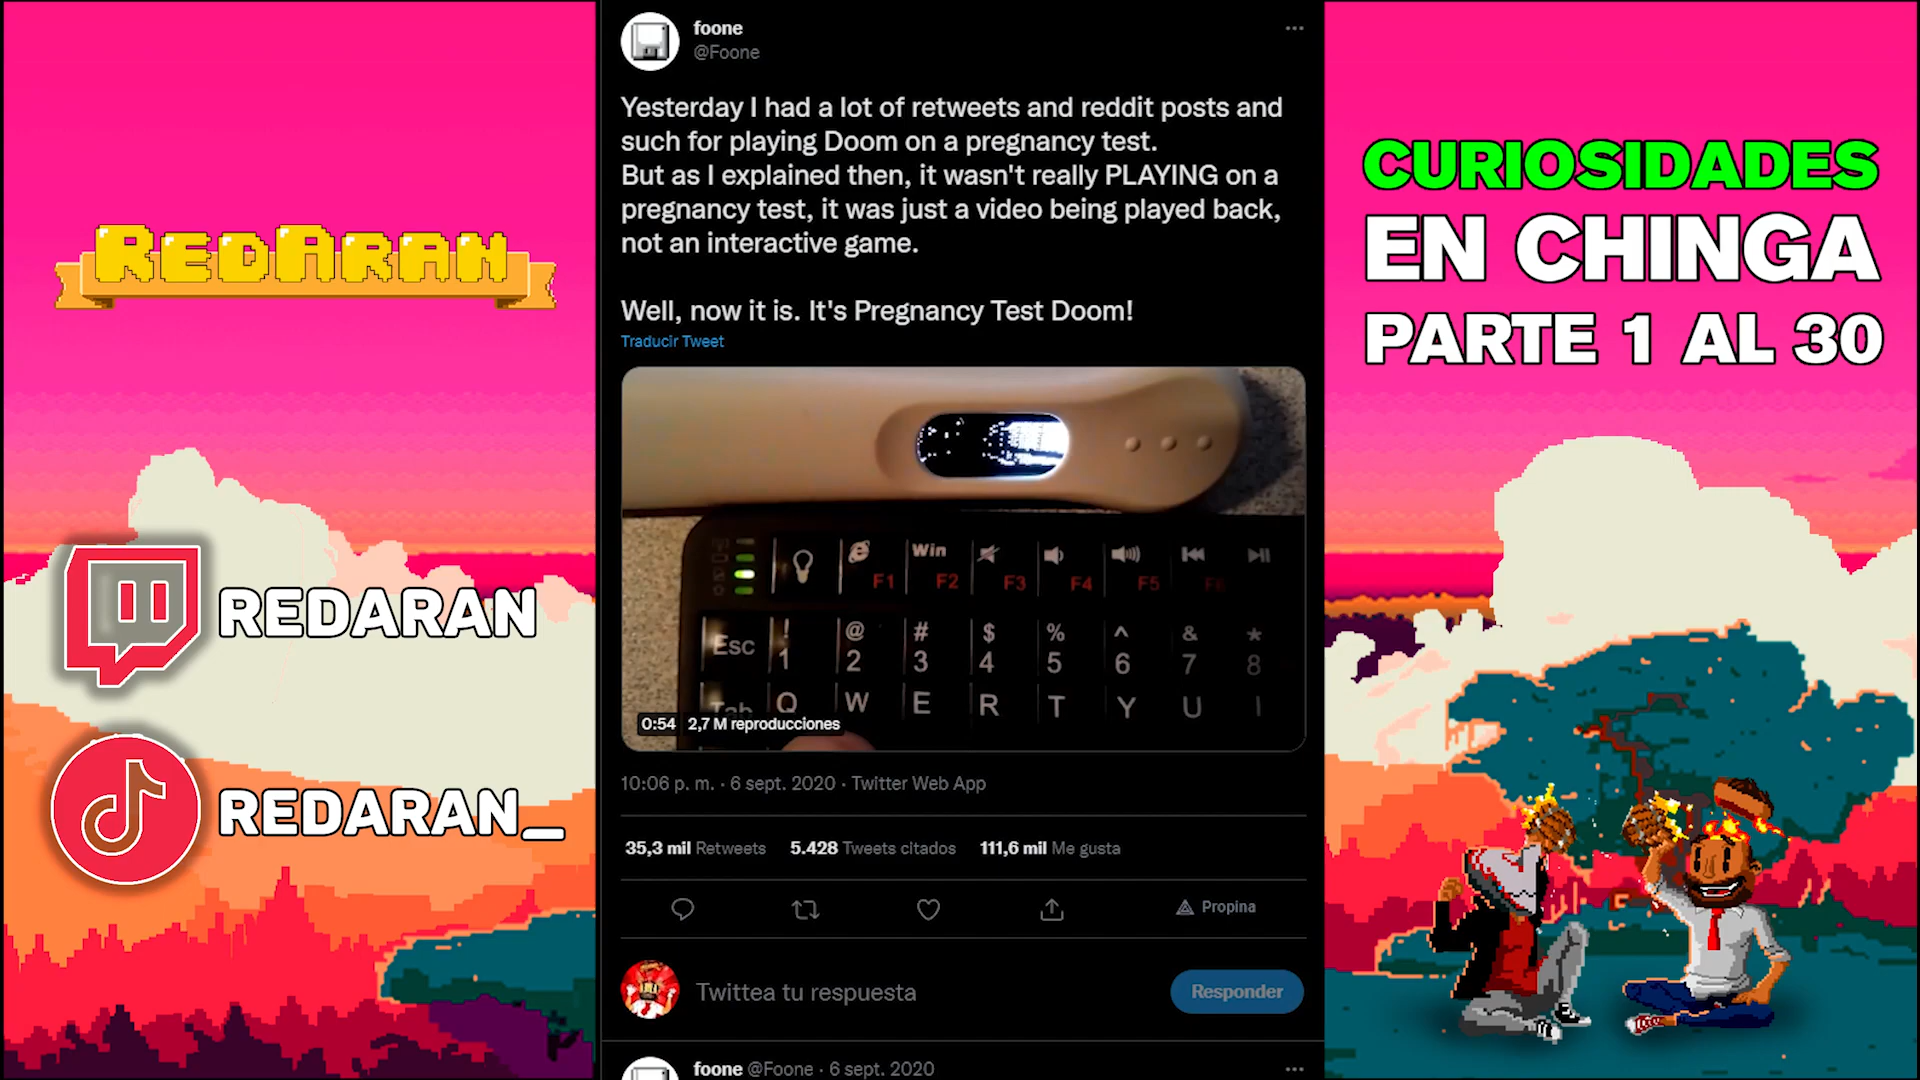 REDARAN
REDARAN
REDARAN_
foone
@Foone
Yesterday I had a lot of retweets and reddit posts and
such for playing Doom on a pregnancy test.
But as I explained then, it wasn't really PLAYING on a
pregnancy test, it was just a video being played back,
not an interactive game.
Well, now it is. It's Pregnancy Test Doom!
Traducir Tweet
Win
F1 F2 F3 F4 F5 F6
! @ # $ % ^ & *
Esc 1 2 3 4 5 6 7 8
Tab Q W E R T Y U I
0:54 2,7 M reproducciones
10:06 p. m. · 6 sept. 2020 · Twitter Web App
35,3 mil Retweets 5.428 Tweets citados 111,6 mil Me gusta
Propina
Twittea tu respuesta
Responder
foone @Foone · 6 sept. 2020
CURIOSIDADES
EN CHINGA
PARTE 1 AL 30